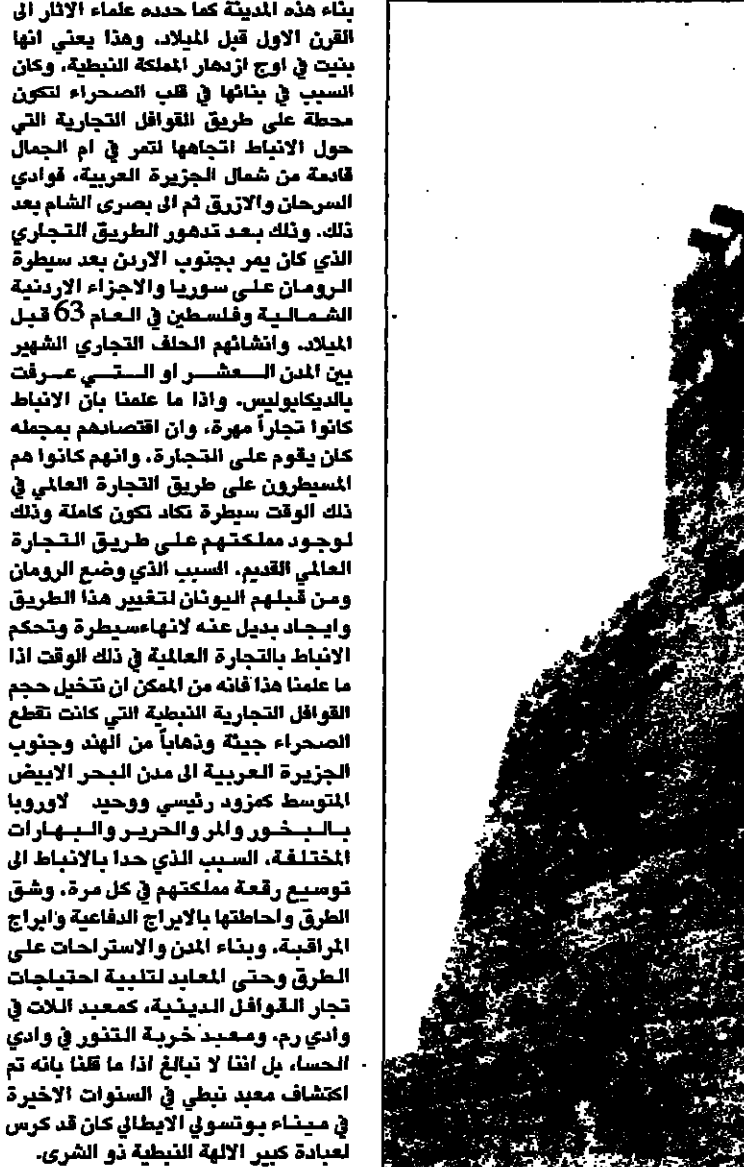 بناء هذه المدينة كما حدده علماء الاثار الى
القرن الاول قبل الميلاد، وهذا يعني انها
بنيت في اوج ازدهار المملكة النبطية، وكان
السبب في بنائها في قلب الصحراء لتكون
محطة على طريق القوافل التجارية التي
حول الانباط اتجاهها لتمر في ام الجمال
قادمة من شمال الجزيرة العربية، فوادي
السرحان والازرق ثم الى بصرى الشام بعد
ذلك. وذلك بعد تدهور الطريق التجاري
الذي كان يمر بجنوب الاردن بعد سيطرة
الرومان على سوريا والاجزاء الاردنية
الشمالية وفلسطين في العام 63 قبل
الميلاد، وانشائهم الحلف التجاري الشهير
بين المدن العشر او التي عرفت
بالديكابوليس. واذا ما علمنا بان الانباط
كانوا تجاراً مهرة، وان اقتصادهم بمجمله
كان يقوم على التجارة، وانهم كانوا هم
المسيطرون على طريق التجارة العالمي في
ذلك الوقت سيطرة تكاد تكون كاملة وذلك
لوجود مملكتهم على طريق التجارة
العالمي القديم، السبب الذي وضع الرومان
ومن قبلهم اليونان لتغيير هذا الطريق
وايجاد بديل عنه لانهاءسيطرة وتحكم
الانباط بالتجارة العالمية في ذلك الوقت اذا
ما علمنا هذا فانه من الممكن ان نتخيل حجم
القوافل التجارية النبطية التي كانت تقطع
الصحراء جيئة وذهاباً من الهند وجنوب
الجزيرة العربية الى مدن البحر الابيض
المتوسط كمزود رئيسي ووحيد لاوروبا
بالبخور والمر والحرير والبهارات
المختلفة، السبب الذي حدا بالانباط الى
توسيع رقعة مملكتهم في كل مرة، وشق
الطرق واحاطتها بالابراج الدفاعية وابراج
المراقبة، وبناء المدن والاستراحات على
الطرق وحتى المعابد لتلبية احتياجات
تجار القوافل الدينية، كمعبد اللات في
وادي رم، ومعبد خربة التنور في وادي
الحسا، بل اننا لا نبالغ اذا ما قلنا بانه تم
اكتشاف معبد نبطي في السنوات الاخيرة
في ميناء بوتسولي الايطالي كان قد كرس
لعبادة كبير الالهة النبطية ذو الشرى.